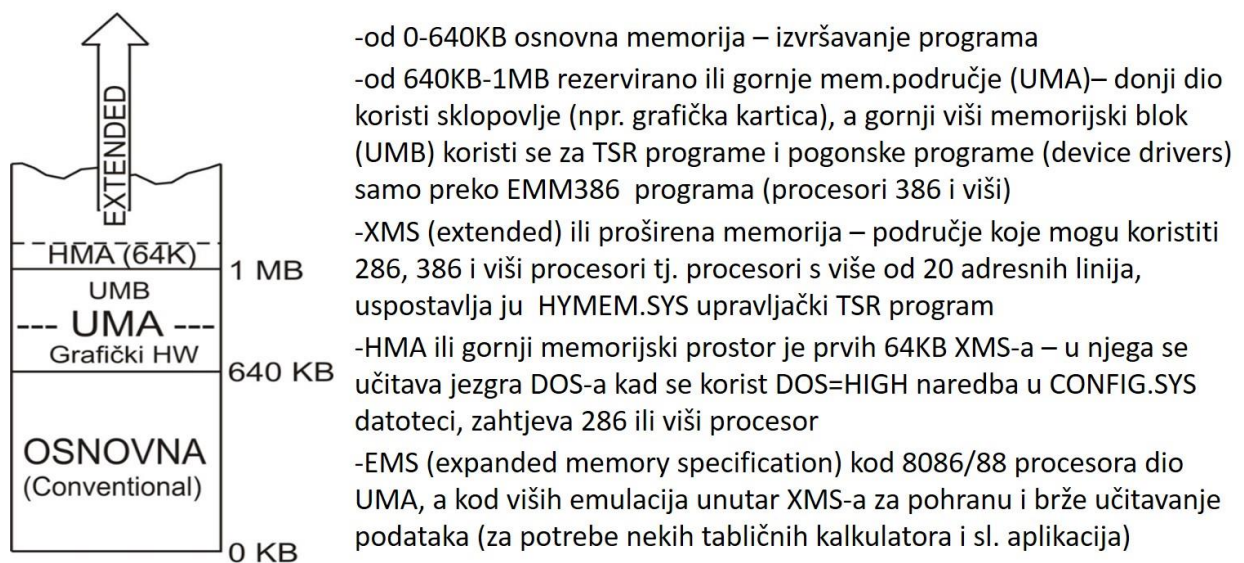 EXTENDED
HMA (64K)
1 MB
UMB
--- UMA ---
Grafički HW
640 KB
OSNOVNA
(Conventional)
0 KB
-od 0-640KB osnovna memorija – izvršavanje programa
-od 640KB-1MB rezervirano ili gornje mem.područje (UMA)– donji dio
koristi sklopovlje (npr. grafička kartica), a gornji viši memorijski blok
(UMB) koristi se za TSR programe i pogonske programe (device drivers)
samo preko EMM386  programa (procesori 386 i viši)
-XMS (extended) ili proširena memorija – područje koje mogu koristiti
286, 386 i viši procesori tj. procesori s više od 20 adresnih linija,
uspostavlja ju  HYMEM.SYS upravljački TSR program
-HMA ili gornji memorijski prostor je prvih 64KB XMS-a – u njega se
učitava jezgra DOS-a kad se korist DOS=HIGH naredba u CONFIG.SYS
datoteci, zahtjeva 286 ili viši procesor
-EMS (expanded memory specification) kod 8086/88 procesora dio
UMA, a kod viših emulacija unutar XMS-a za pohranu i brže učitavanje
podataka (za potrebe nekih tabličnih kalkulatora i sl. aplikacija)